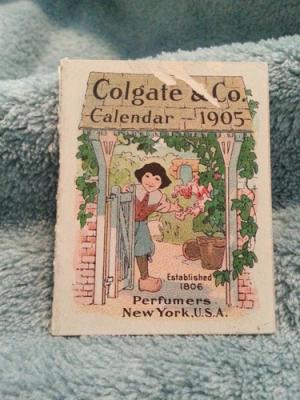 Colgate & Co.
Calendar - 1905
Established
1806
Perfumers
New York, U.S.A.